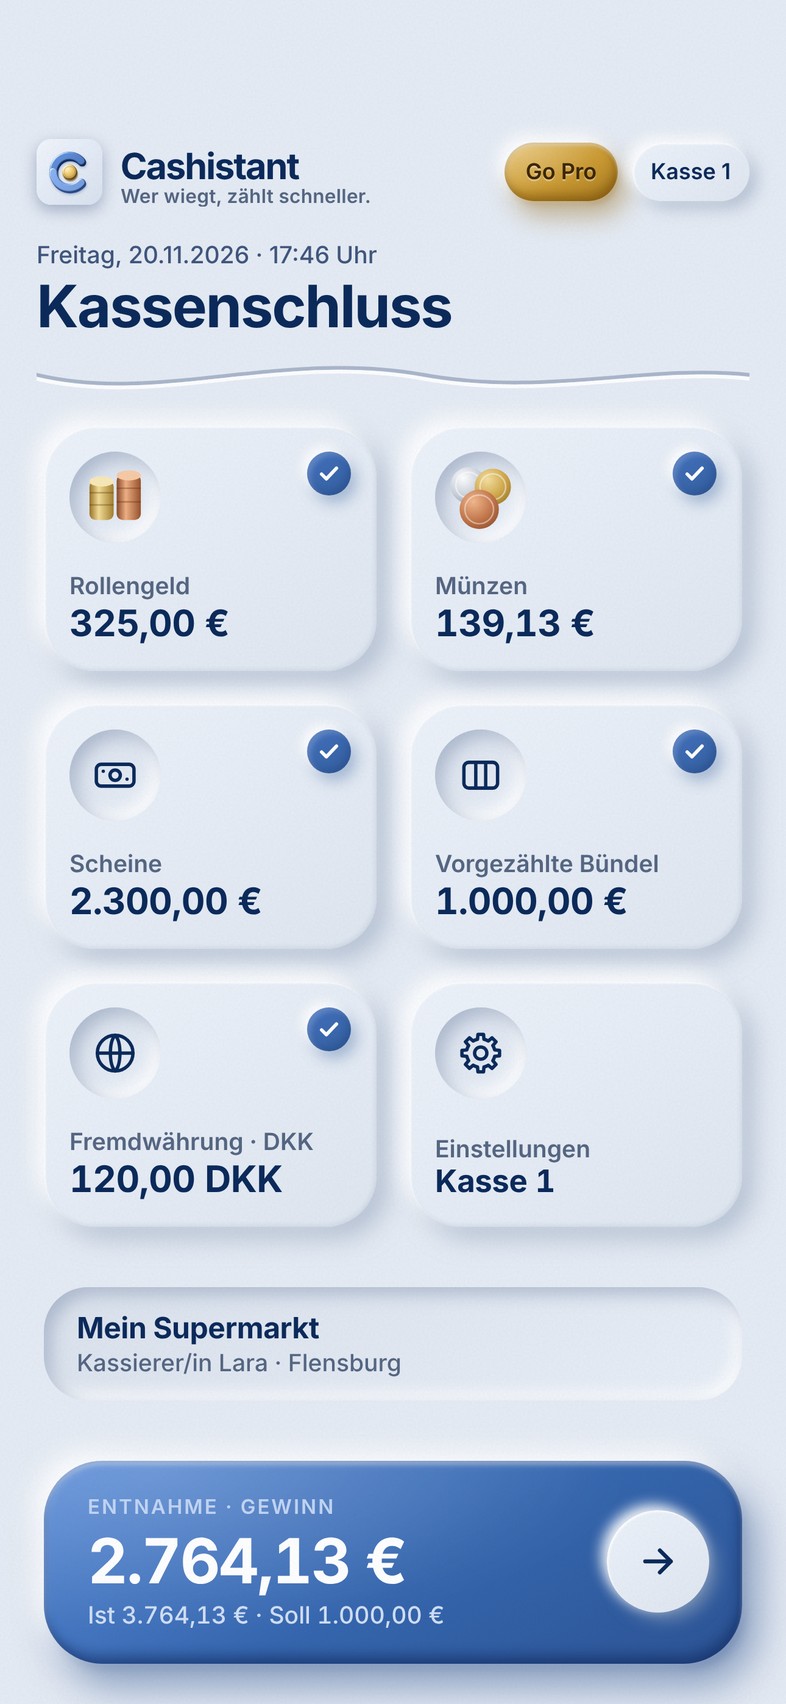 Cashistant
Wer wiegt, zählt schneller.
Go Pro
Kasse 1
Freitag, 20.11.2026 · 17:46 Uhr
Kassenschluss
Rollengeld
325,00 €
Münzen
139,13 €
Scheine
2.300,00 €
Vorgezählte Bündel
1.000,00 €
Fremdwährung · DKK
120,00 DKK
Einstellungen
Kasse 1
Mein Supermarkt
Kassierer/in Lara · Flensburg
ENTNAHME · GEWINN
2.764,13 €
Ist 3.764,13 € · Soll 1.000,00 €